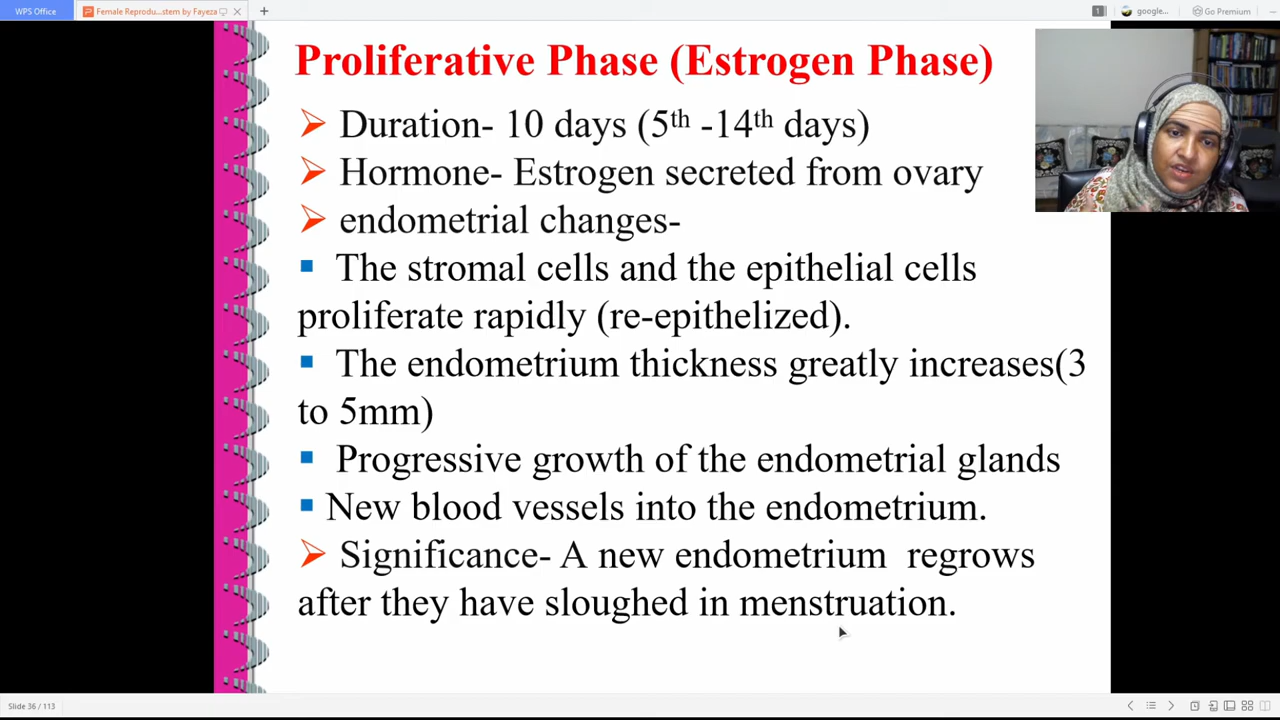 WPS Office
Female Reprodu...stem by Fayeza
1
google...
Go Premium
Proliferative Phase (Estrogen Phase)
Duration- 10 days (5th -14th days)
Hormone- Estrogen secreted from ovary
endometrial changes-
The stromal cells and the epithelial cells
proliferate rapidly (re-epithelized).
The endometrium thickness greatly increases(3
to 5mm)
Progressive growth of the endometrial glands
New blood vessels into the endometrium.
Significance- A new endometrium regrows
after they have sloughed in menstruation.
Slide 36 / 113